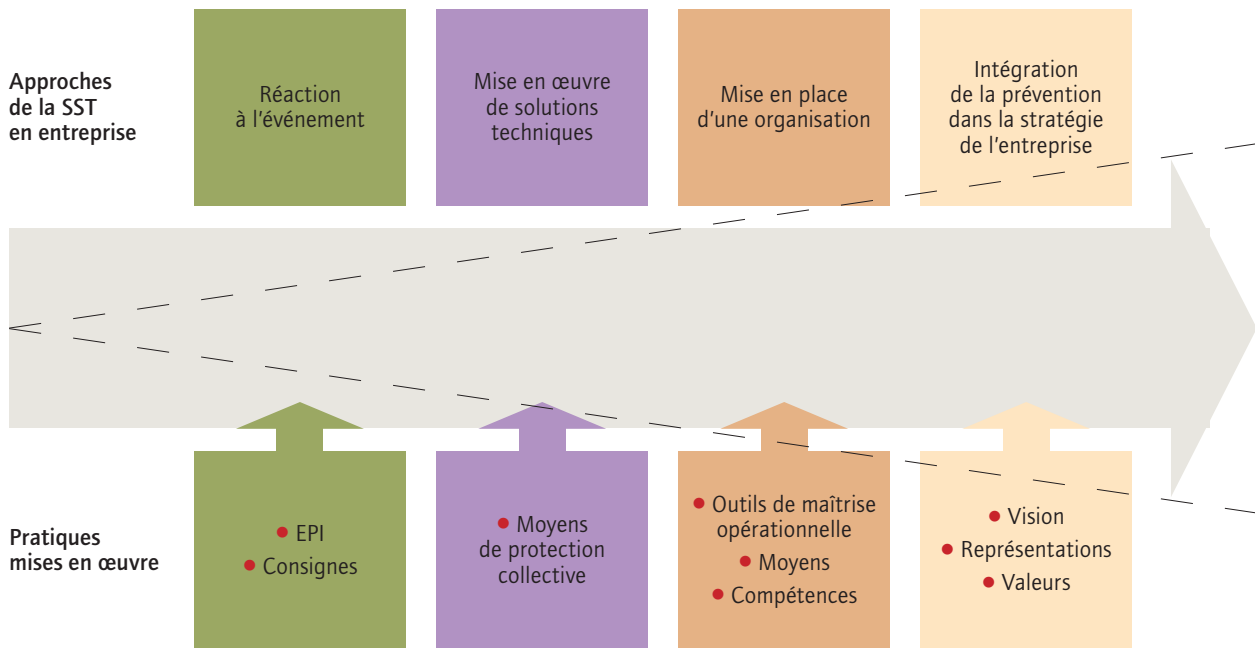 Approches
de la SST
en entreprise
Réaction
à l'événement
Mise en œuvre
de solutions
techniques
Mise en place
d'une organisation
Intégration
de la prévention
dans la stratégie
de l'entreprise
Pratiques
mises en œuvre
• EPI
• Consignes
• Moyens
de protection
collective
• Outils de maîtrise
opérationnelle
• Moyens
• Compétences
• Vision
• Représentations
• Valeurs